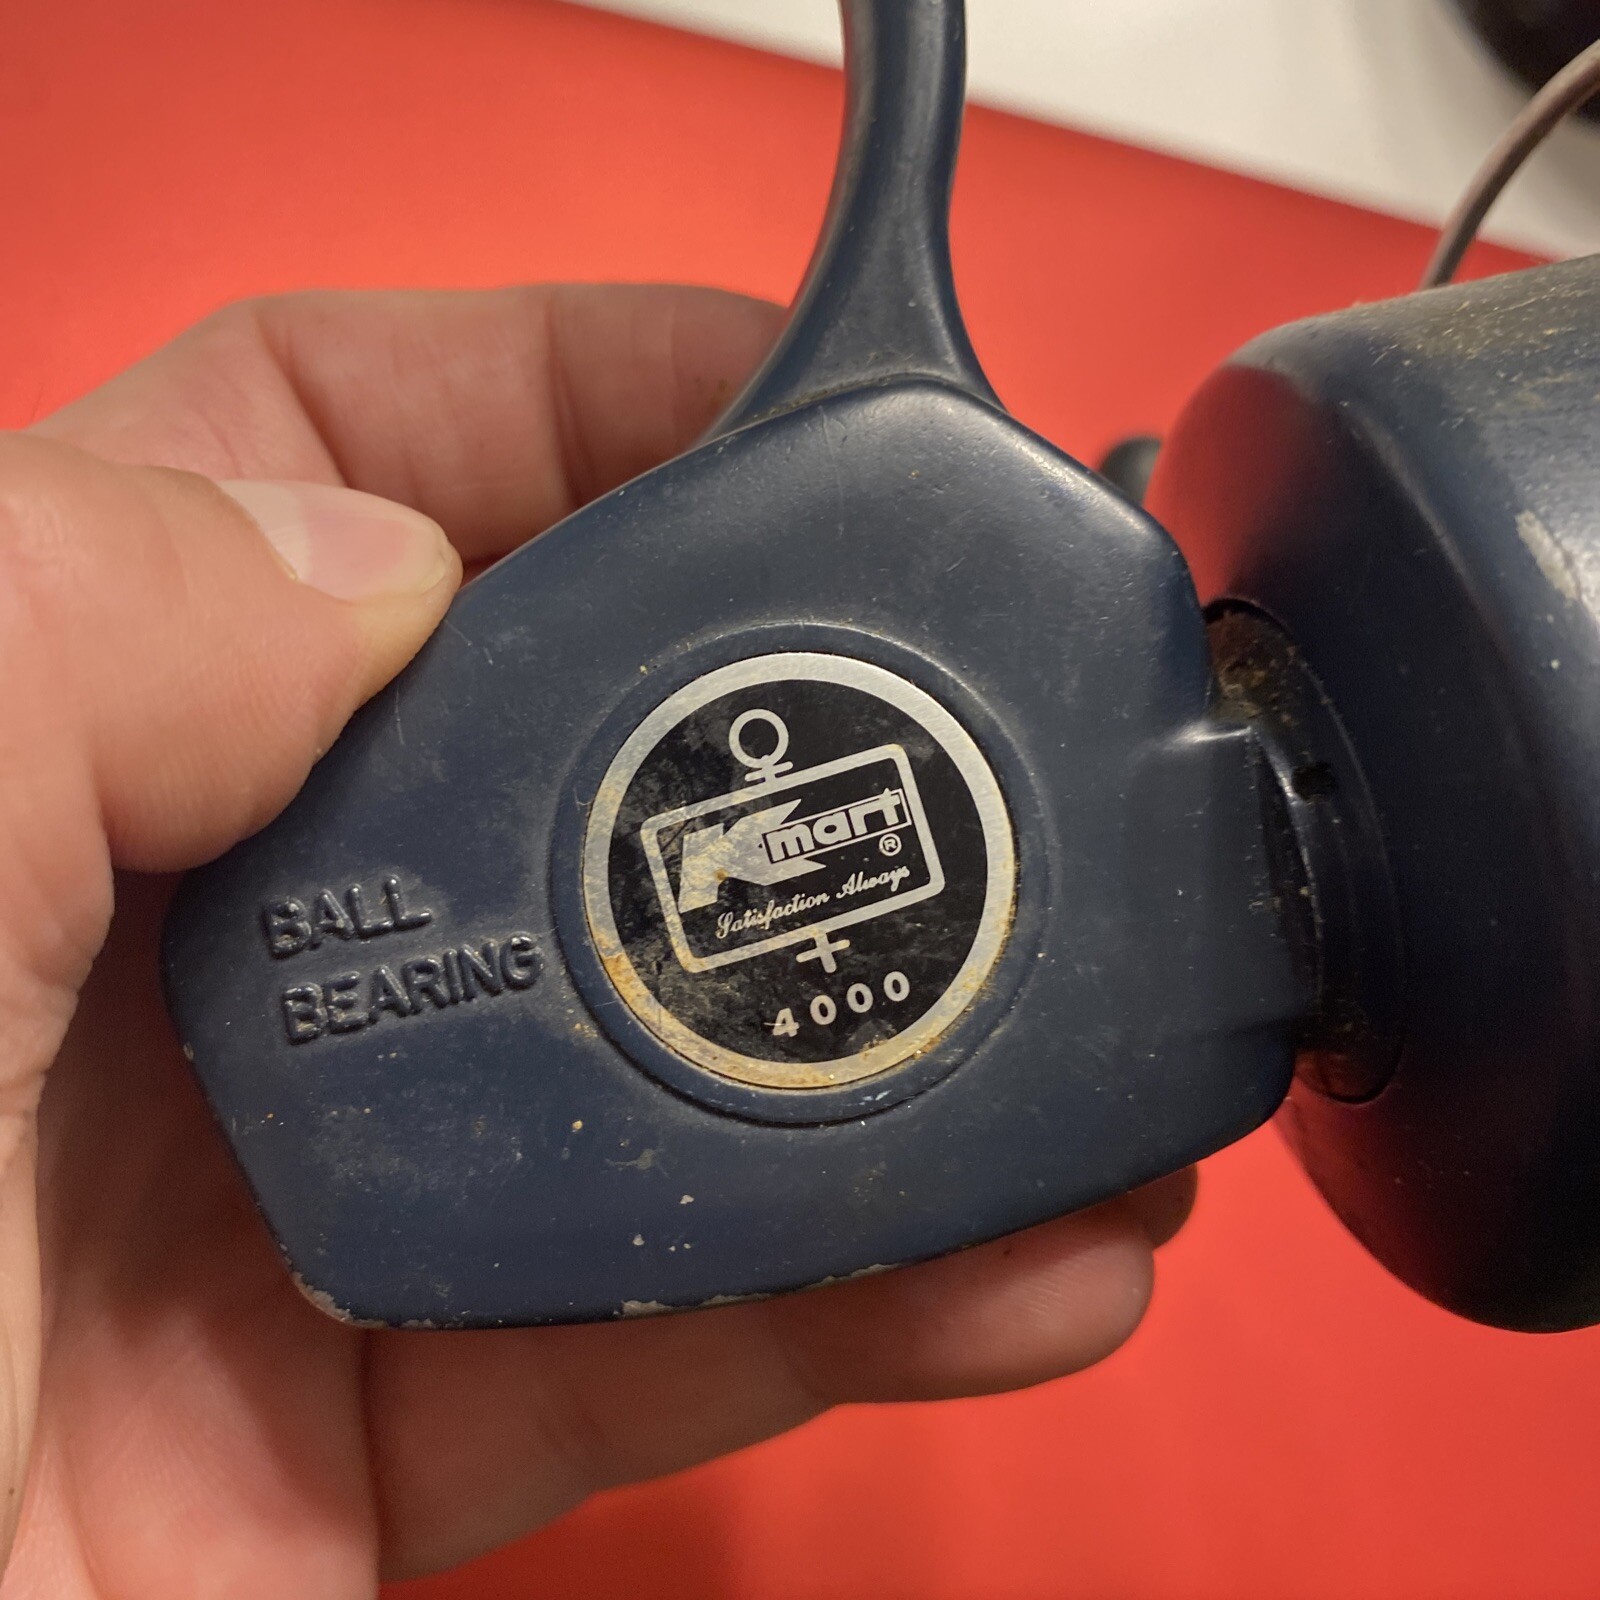 Kmart®
Satisfaction Always
4000
BALL
BEARING